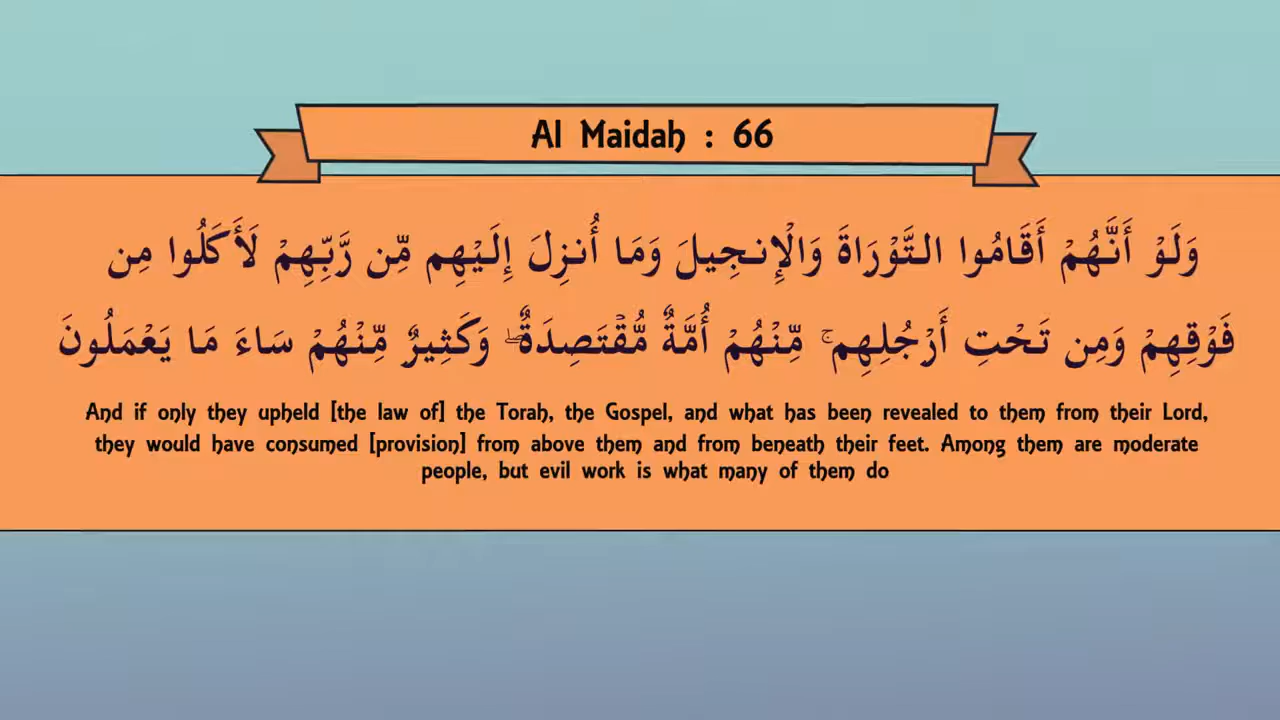 Al Maidah : 66
وَلَوْ أَنَّهُمْ أَقَامُوا التَّوْرَاةَ وَالْإِنجِيلَ وَمَا أُنزِلَ إِلَيْهِم مِّن رَّبِّهِمْ لَأَكَلُوا مِن
فَوْقِهِمْ وَمِن تَحْتِ أَرْجُلِهِم ۚ مِّنْهُمْ أُمَّةٌ مُّقْتَصِدَةٌ ۖ وَكَثِيرٌ مِّنْهُمْ سَاءَ مَا يَعْمَلُونَ
And if only they upheld [the law of] the Torah, the Gospel, and what has been revealed to them from their Lord,
they would have consumed [provision] from above them and from beneath their feet. Among them are moderate
people, but evil work is what many of them do